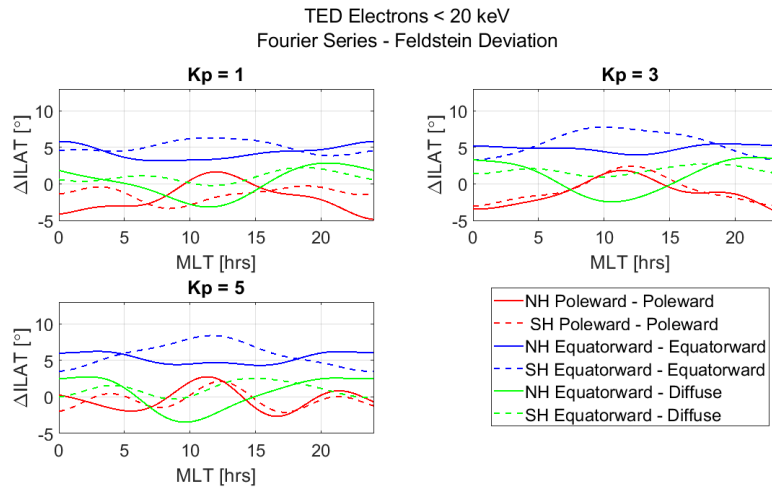 TED Electrons < 20 keV
Fourier Series - Feldstein Deviation
Kp = 1
ΔILAT [°]
10
5
0
-5
0 5 10 15 20
MLT [hrs]
Kp = 3
ΔILAT [°]
10
5
0
-5
0 5 10 15 20
MLT [hrs]
Kp = 5
ΔILAT [°]
10
5
0
-5
0 5 10 15 20
MLT [hrs]
NH Poleward - Poleward
SH Poleward - Poleward
NH Equatorward - Equatorward
SH Equatorward - Equatorward
NH Equatorward - Diffuse
SH Equatorward - Diffuse